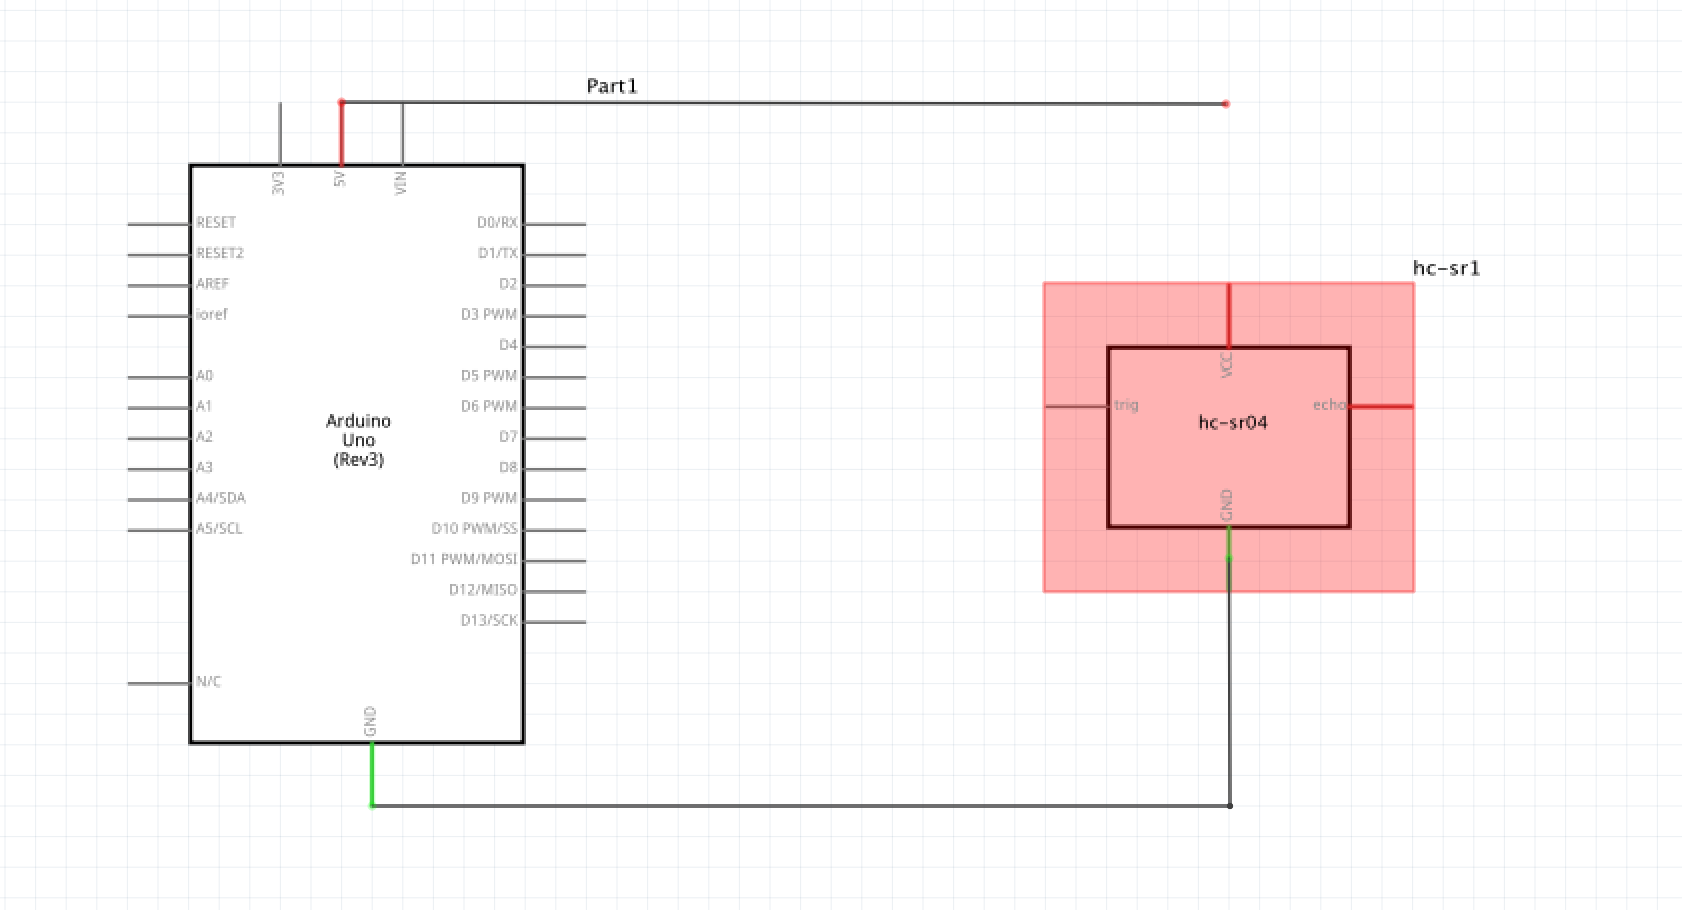 Part1
3V3
5V
VIN
RESET
RESET2
AREF
ioref
A0
A1
A2
A3
A4/SDA
A5/SCL
N/C
Arduino
Uno
(Rev3)
D0/RX
D1/TX
D2
D3 PWM
D4
D5 PWM
D6 PWM
D7
D8
D9 PWM
D10 PWM/SS
D11 PWM/MOSI
D12/MISO
D13/SCK
GND
hc-sr1
VCC
trig
echo
hc-sr04
GND